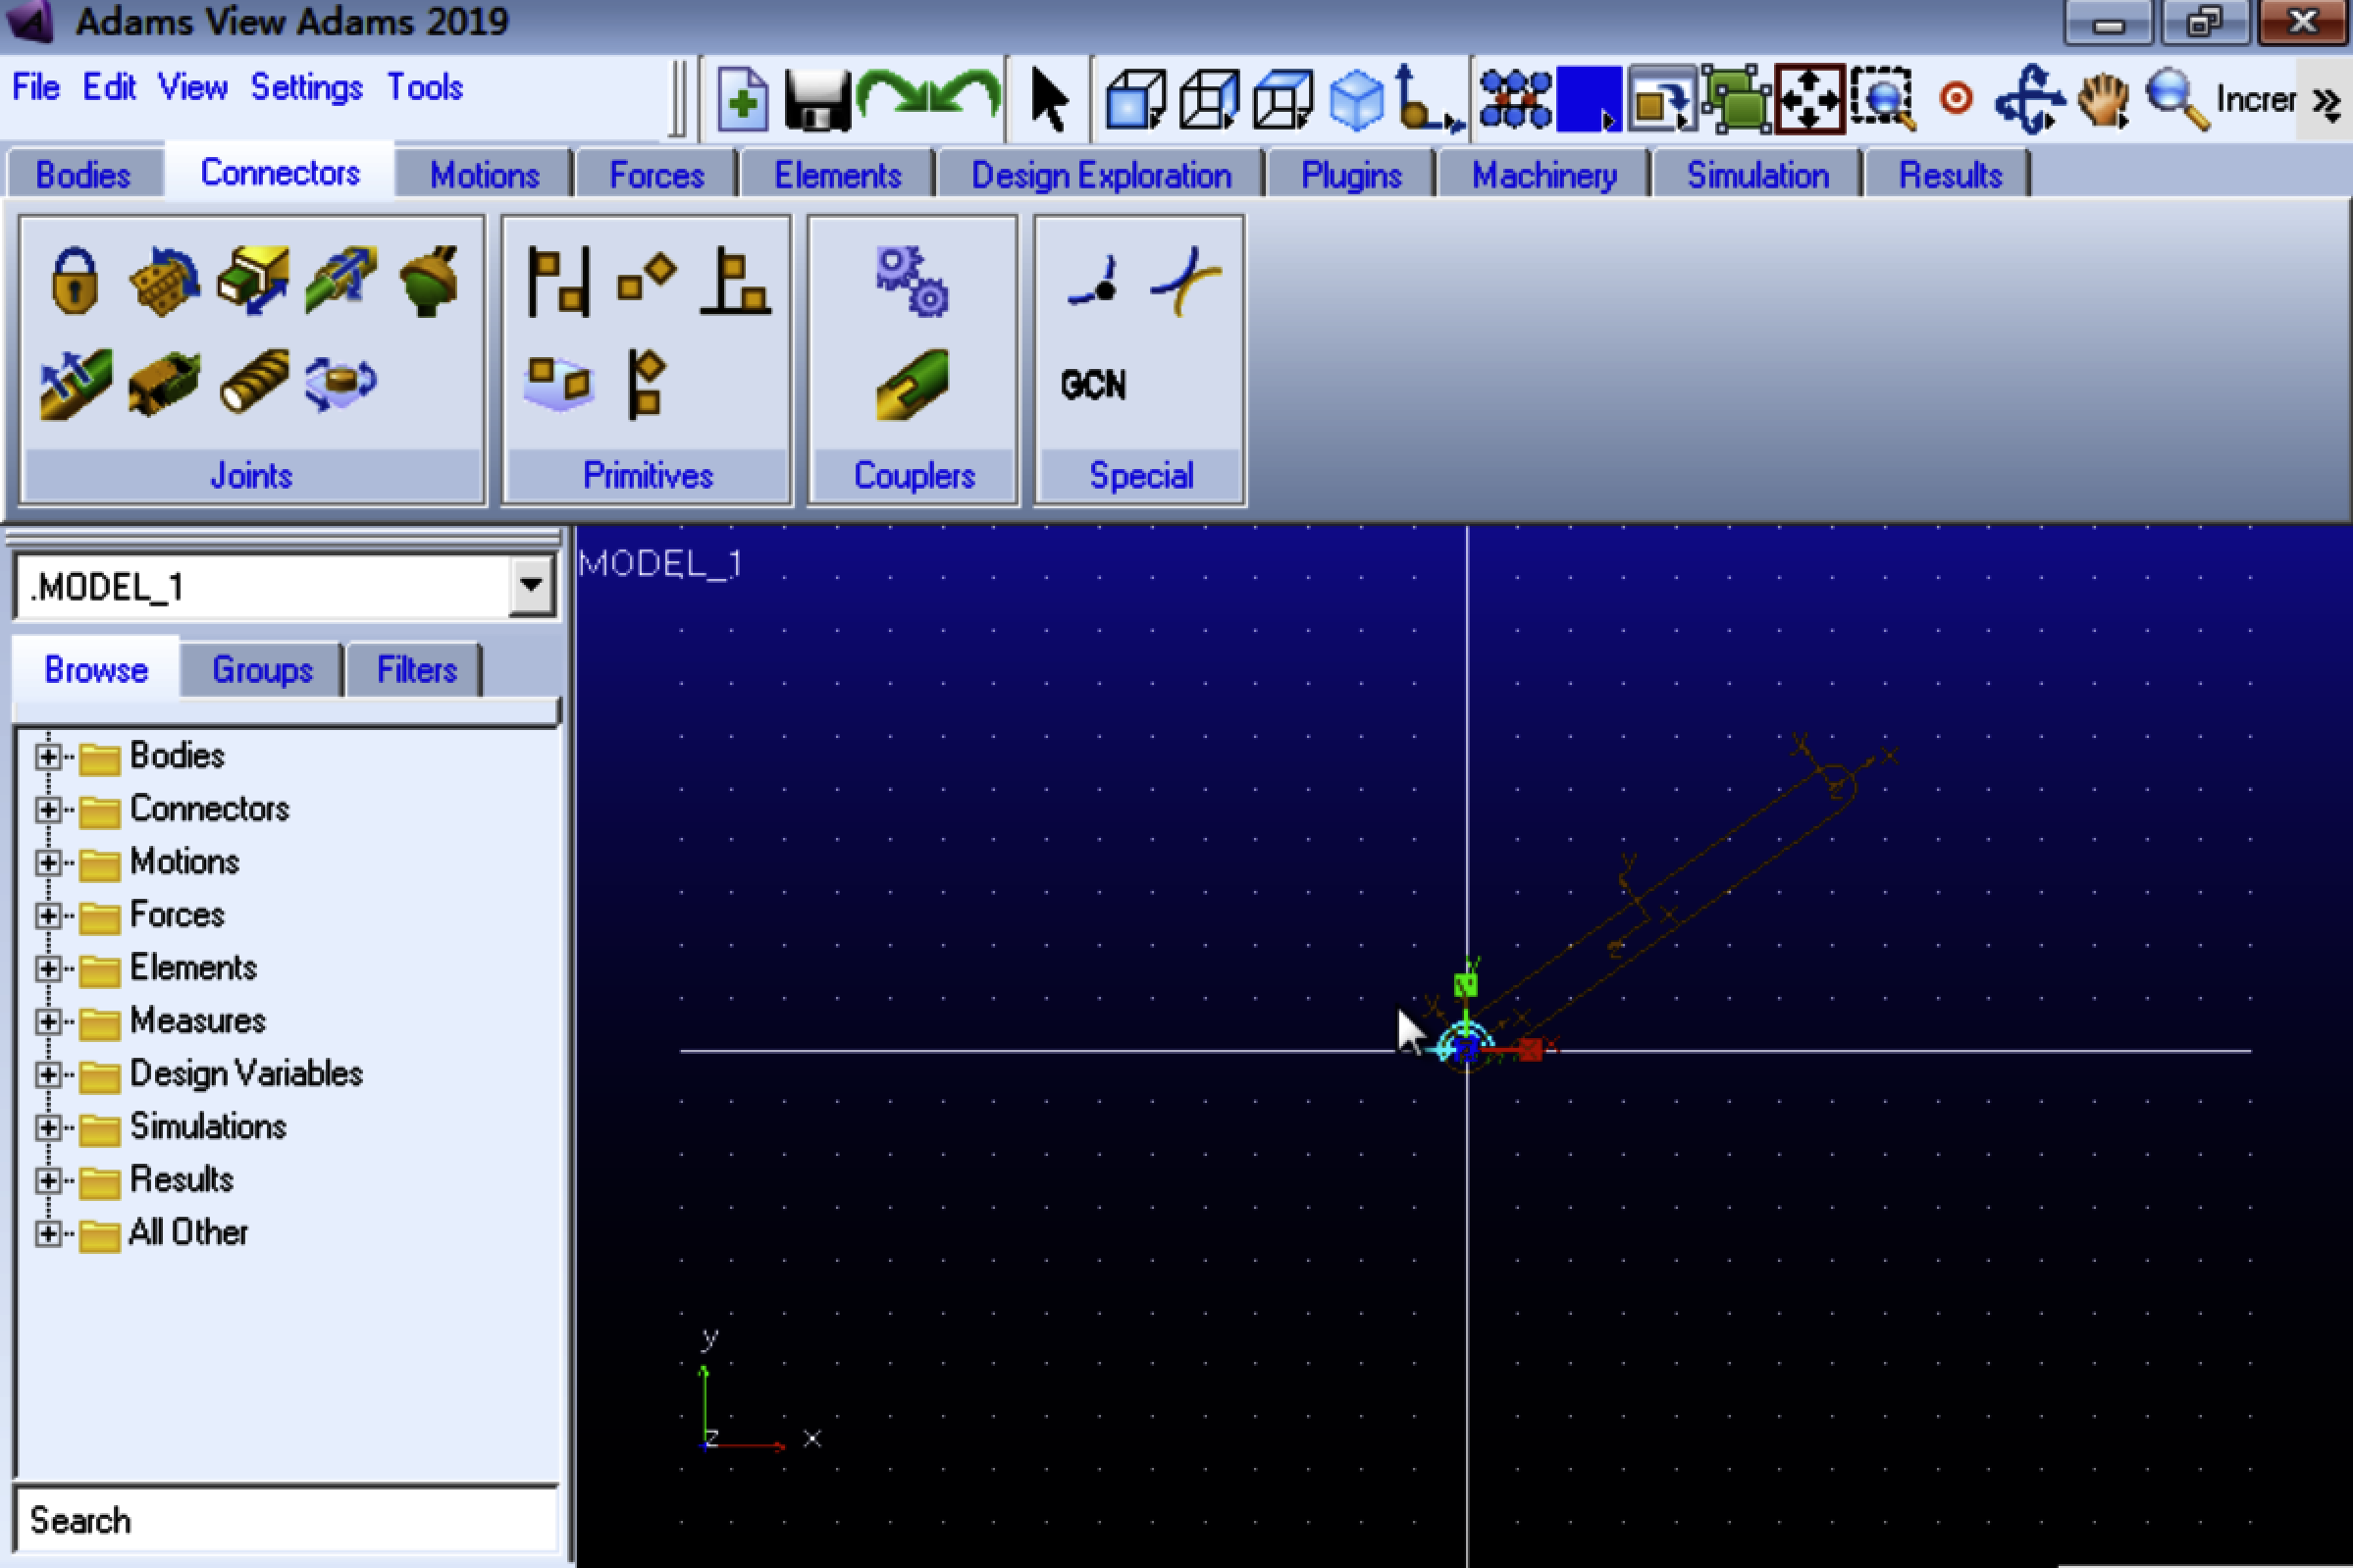 Adams View Adams 2019
File Edit View Settings Tools
Increr
Bodies Connectors Motions Forces Elements Design Exploration Plugins Machinery Simulation Results
GCN
Joints Primitives Couplers Special
.MODEL_1
MODEL_1
Browse Groups Filters
Bodies
Connectors
Motions
Forces
Elements
Measures
Design Variables
Simulations
Results
All Other
Search
y
x
z
y
x
z
y
x
y
x
y
x
z